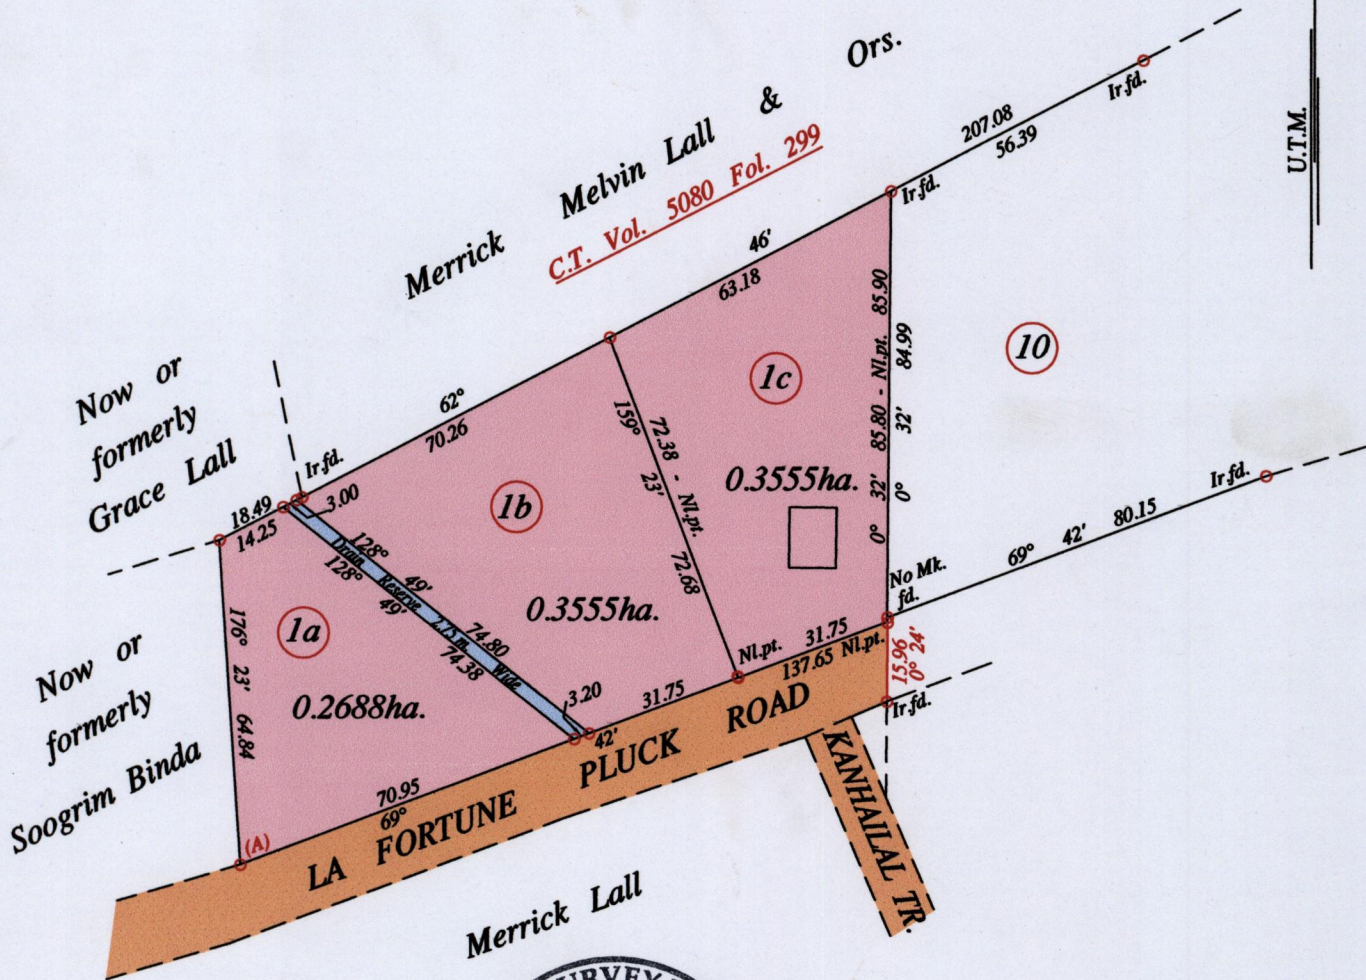 Ors.
&
Melvin Lall
Merrick
C.T. Vol. 5080 Fol. 299
U.T.M.
Ir.fd.
207.08
56.39
Ir.fd.
46'
63.18
62°
70.26
85.80 - Nl.pt. 85.90
0° 32'
84.99
0° 32'
10
1c
0.3555ha.
159° 23'
72.38 - Nl.pt. 72.68
Now or
formerly
Grace Lall
Ir.fd.
3.00
18.49
14.25
1b
0.3555ha.
128° 49' 74.80
Drain Reserve 2.75m. Wide
128° 49' 74.38
Ir.fd.
69° 42' 80.15
No Mk.
fd.
Now or
formerly
Soogrim Binda
1a
0.2688ha.
176° 23' 64.84
3.20
31.75
Nl.pt.
31.75
137.65 Nl.pt.
15.96
0° 24'
Ir.fd.
42'
70.95
69°
(A)
LA FORTUNE PLUCK ROAD
KANHAILAL TR.
Merrick Lall